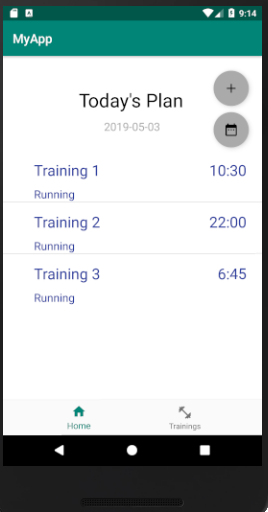 9:14
MyApp
Today's Plan
2019-05-03
Training 1 10:30
Running
Training 2 22:00
Running
Training 3 6:45
Running
Home Trainings